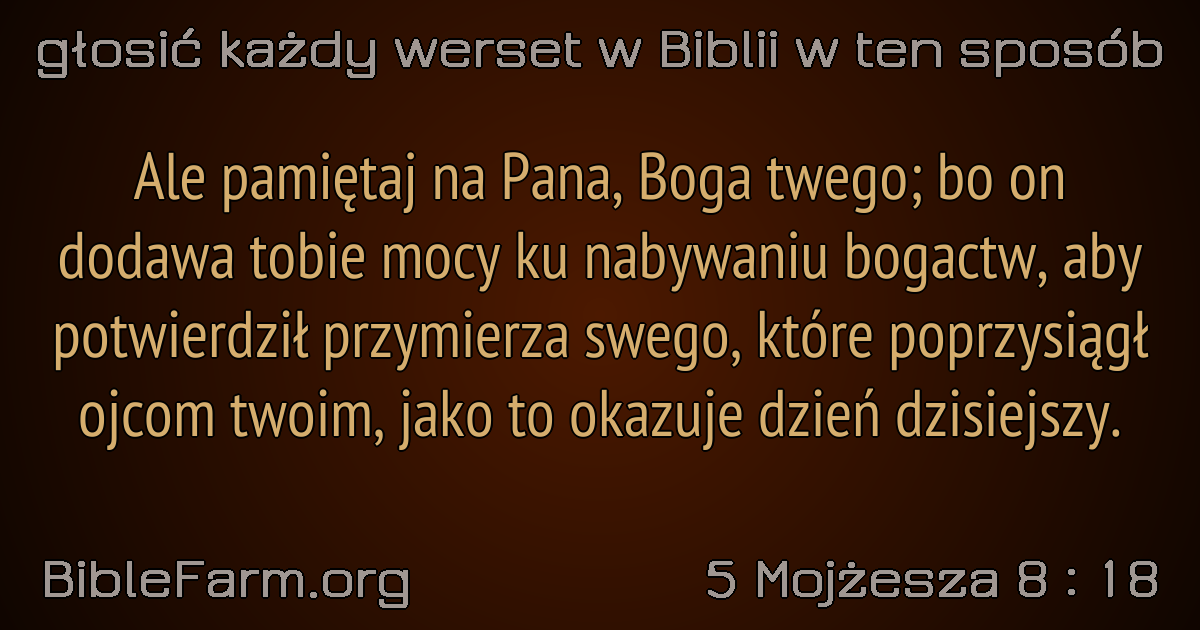 głosić każdy werset w Biblii w ten sposób
Ale pamiętaj na Pana, Boga twego; bo on
dodawa tobie mocy ku nabywaniu bogactw, aby
potwierdził przymierza swego, które poprzysiągł
ojcom twoim, jako to okazuje dzień dzisiejszy.
BibleFarm.org
5 Mojżesza 8 : 18